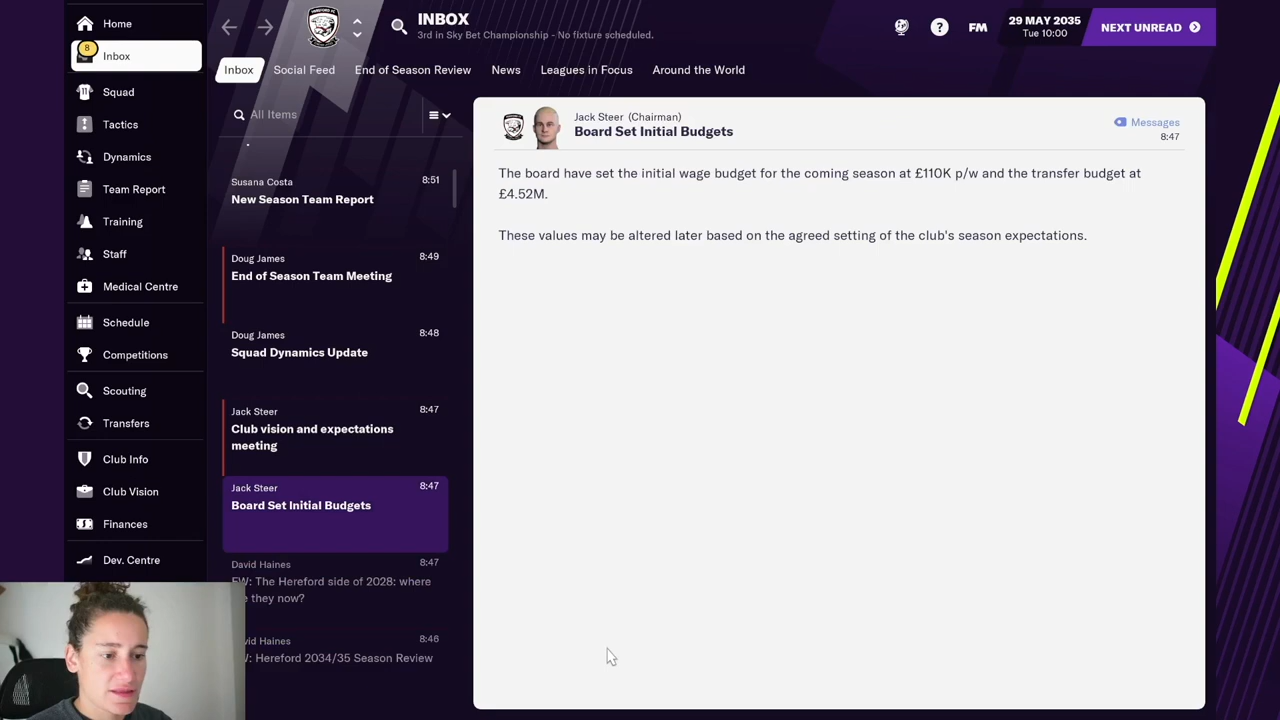 Home
8
Inbox
Squad
Tactics
Dynamics
Team Report
Training
Staff
Medical Centre
Schedule
Competitions
Scouting
Transfers
Club Info
Club Vision
Finances
Dev. Centre
INBOX
3rd in Sky Bet Championship - No fixture scheduled.
?
FM
29 MAY 2035
Tue 10:00
NEXT UNREAD
Inbox
Social Feed
End of Season Review
News
Leagues in Focus
Around the World
All Items
Susana Costa
8:51
New Season Team Report
Doug James
8:49
End of Season Team Meeting
Doug James
8:48
Squad Dynamics Update
Jack Steer
8:47
Club vision and expectations
meeting
Jack Steer
8:47
Board Set Initial Budgets
David Haines
8:47
The Hereford side of 2028: where
they now?
Haines
8:46
Hereford 2034/35 Season Review
Jack Steer (Chairman)
Board Set Initial Budgets
Messages
8:47
The board have set the initial wage budget for the coming season at £110K p/w and the transfer budget at
£4.52M.
These values may be altered later based on the agreed setting of the club's season expectations.